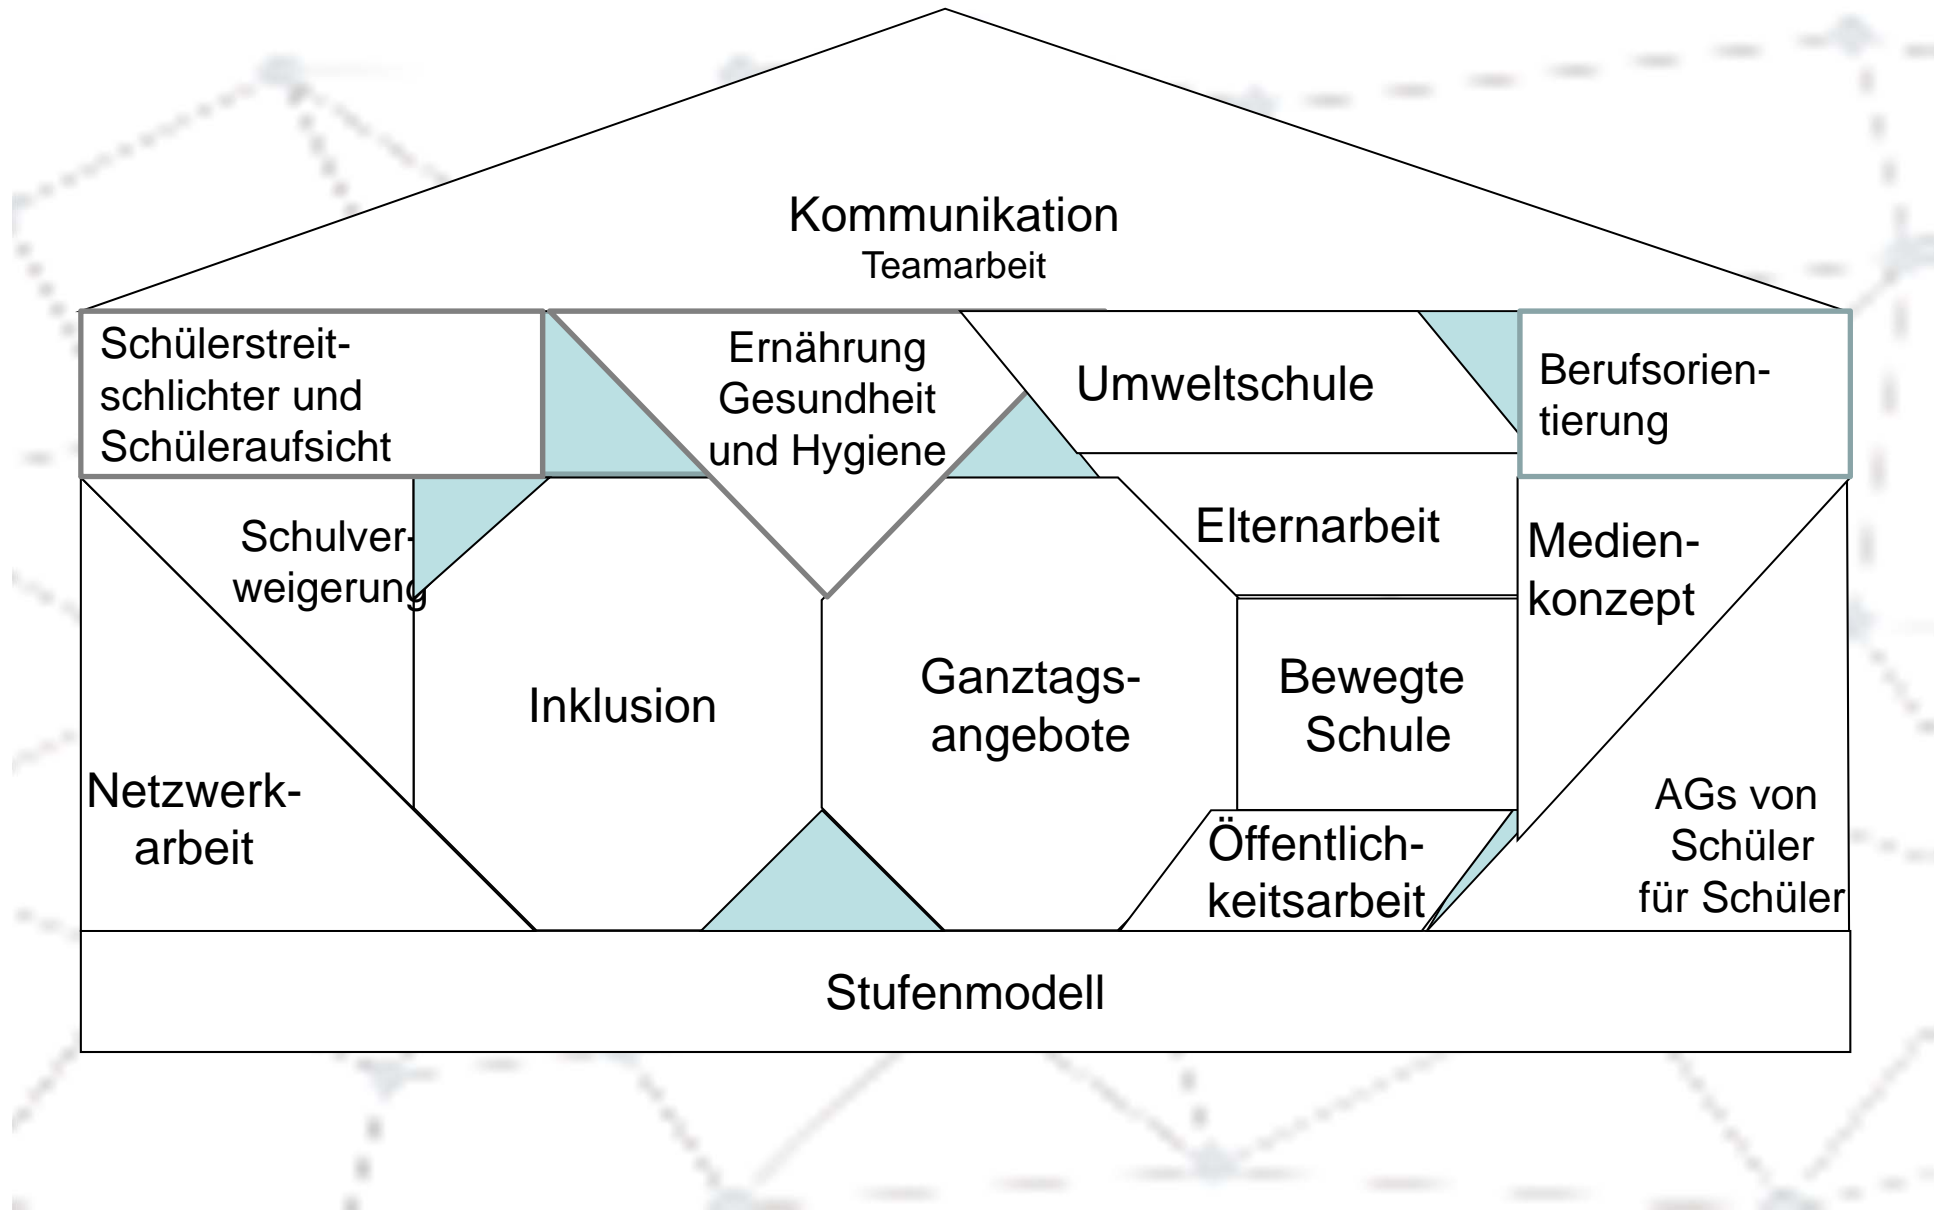 Kommunikation
Teamarbeit
Schülerstreit-
schlichter und
Schüleraufsicht
Ernährung
Gesundheit
und Hygiene
Umweltschule
Berufsorien-
tierung
Schulver-
weigerung
Elternarbeit
Medien-
konzept
Inklusion
Ganztags-
angebote
Bewegte
Schule
Netzwerk-
arbeit
Öffentlich-
keitsarbeit
AGs von
Schüler
für Schüler
Stufenmodell